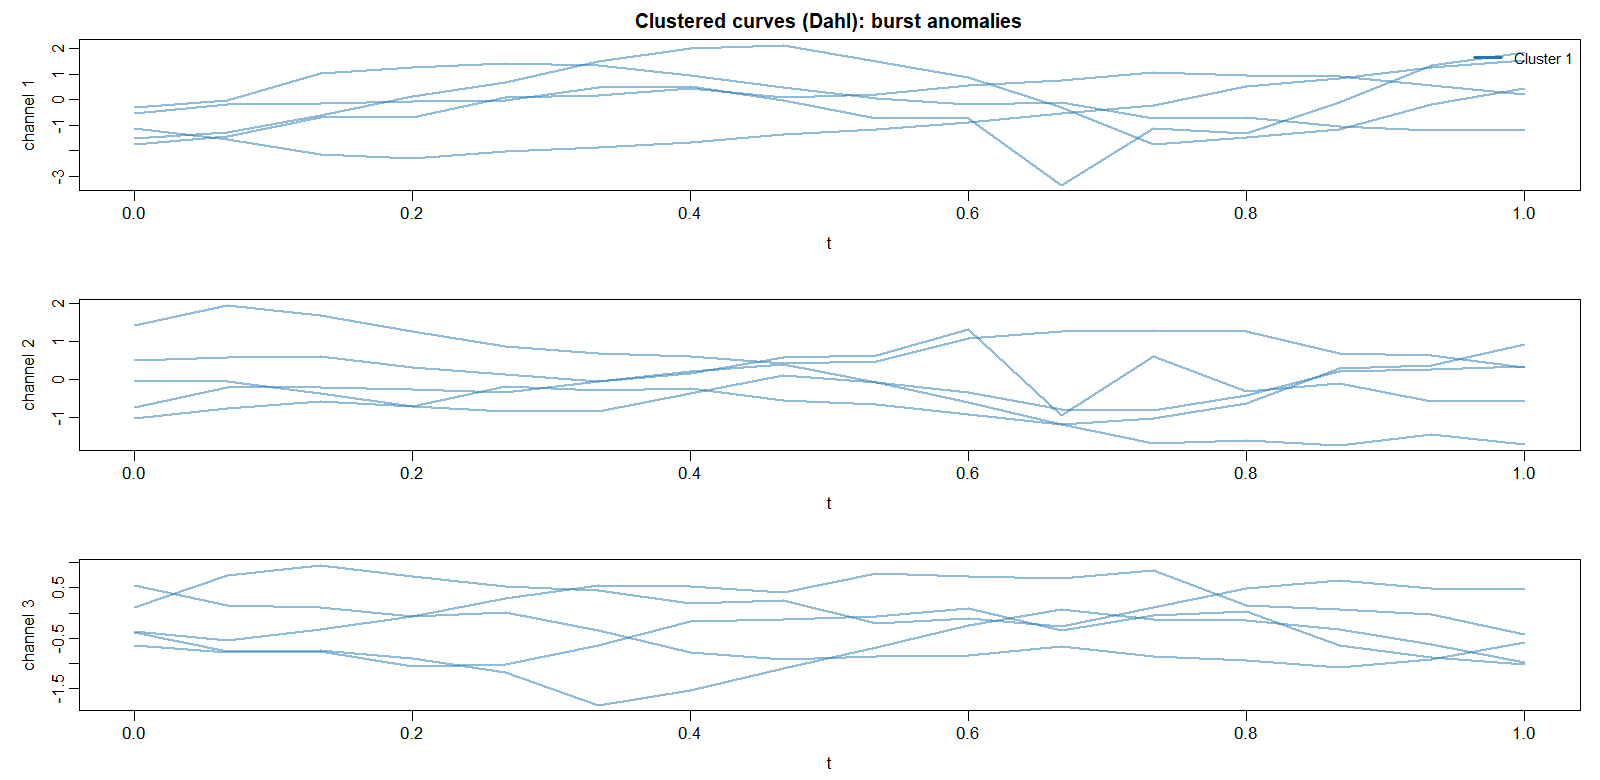 Clustered curves (Dahl): burst anomalies
channel 1
2
1
0
-1
-3
Cluster 1
0.0 0.2 0.4 0.6 0.8 1.0
t
channel 2
2
1
0
-1
0.0 0.2 0.4 0.6 0.8 1.0
t
channel 3
0.5
-0.5
-1.5
0.0 0.2 0.4 0.6 0.8 1.0
t